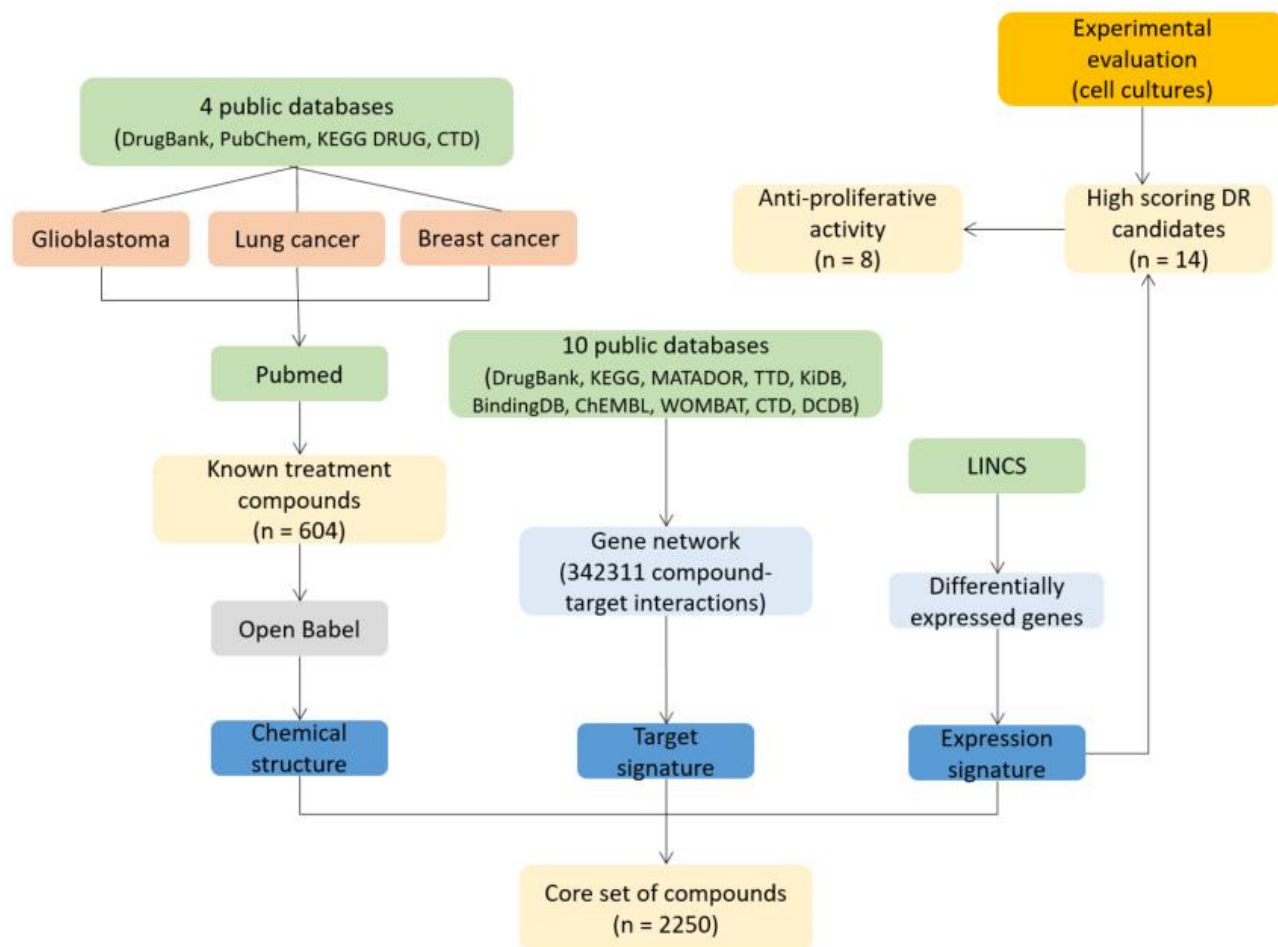 Experimental
evaluation
(cell cultures)
4 public databases
(DrugBank, PubChem, KEGG DRUG, CTD)
Anti-proliferative
activity
(n = 8)
High scoring DR
candidates
(n = 14)
Glioblastoma
Lung cancer
Breast cancer
10 public databases
(DrugBank, KEGG, MATADOR, TTD, KiDB,
BindingDB, ChEMBL, WOMBAT, CTD, DCDB)
Pubmed
Known treatment
compounds
(n = 604)
LINCS
Gene network
(342311 compound-
target interactions)
Differentially
expressed genes
Open Babel
Chemical
structure
Target
signature
Expression
signature
Core set of compounds
(n = 2250)